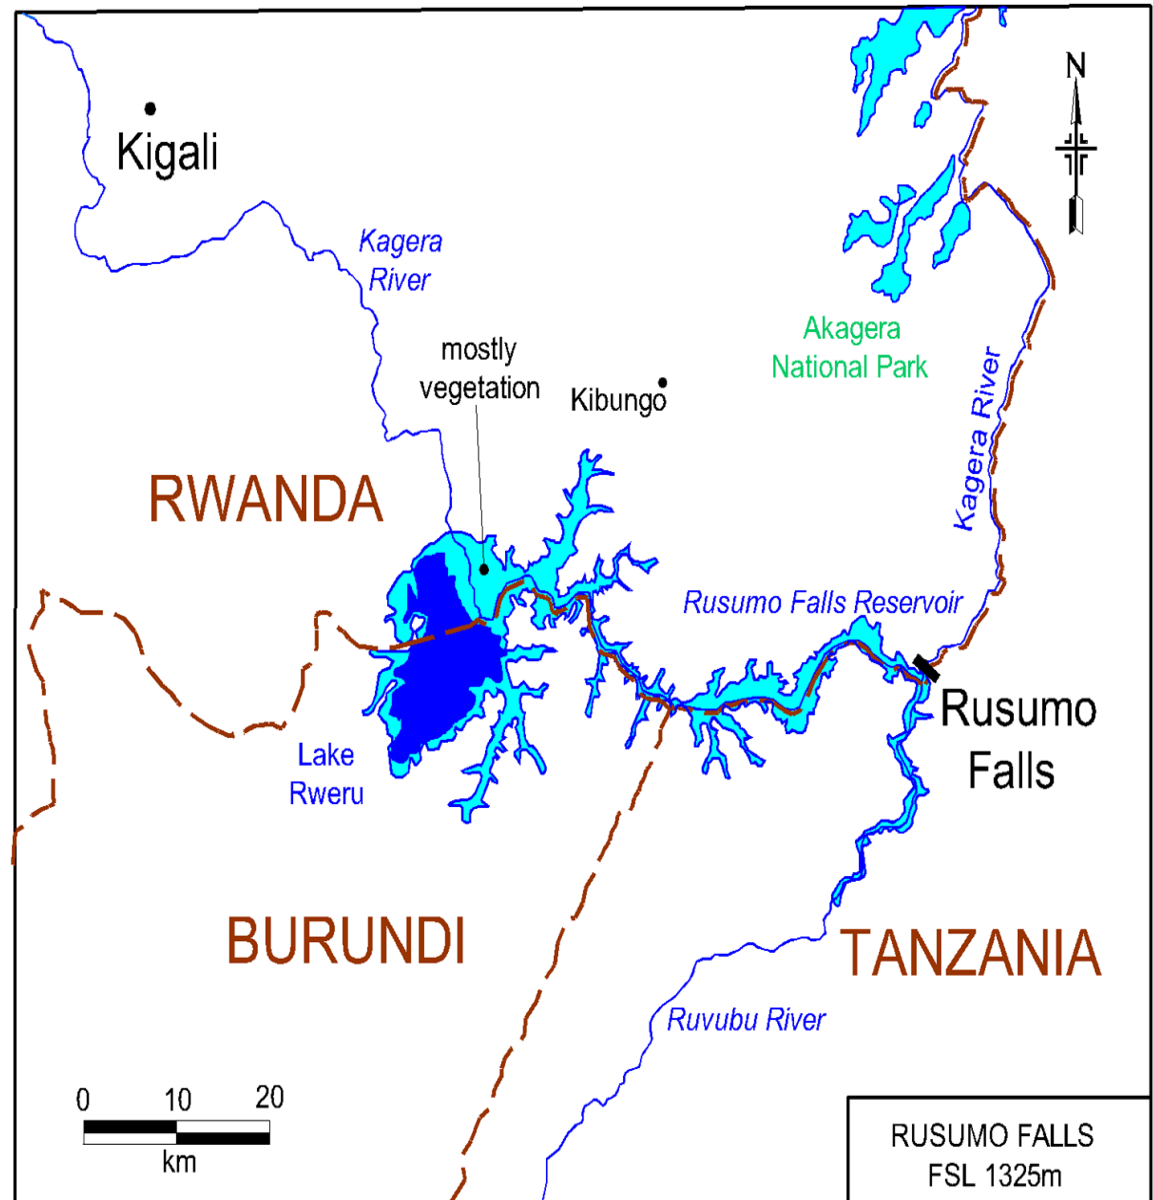 N
Kigali
Kagera
River
Akagera
National Park
mostly
vegetation
Kibungo
Kagera River
RWANDA
Rusumo Falls Reservoir
Rusumo
Falls
Lake
Rweru
BURUNDI
TANZANIA
Ruvubu River
0 10 20
km
RUSUMO FALLS
FSL 1325m